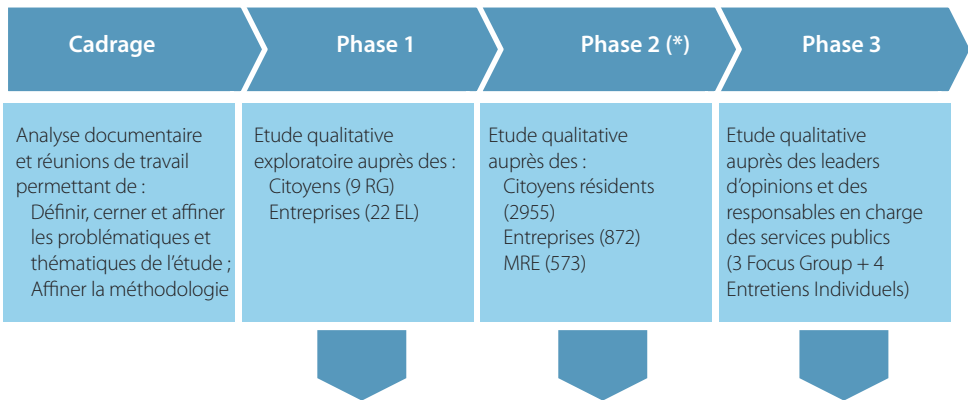 Cadrage
Phase 1
Phase 2 (*)
Phase 3
Analyse documentaire
et réunions de travail
permettant de :
Définir, cerner et affiner
les problématiques et
thématiques de l'étude ;
Affiner la méthodologie
Etude qualitative
exploratoire auprès des :
Citoyens (9 RG)
Entreprises (22 EL)
Etude qualitative
auprès des :
Citoyens résidents
(2955)
Entreprises (872)
MRE (573)
Etude qualitative
auprès des leaders
d'opinions et des
responsables en charge
des services publics
(3 Focus Group + 4
Entretiens Individuels)